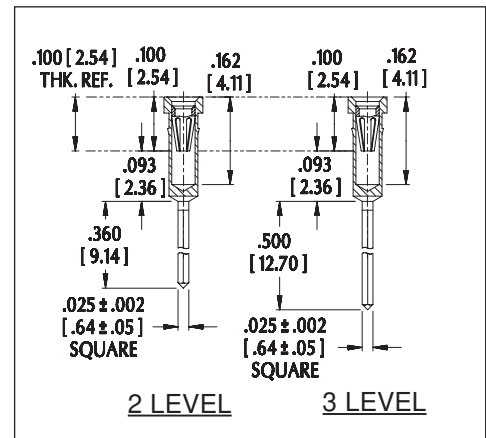 .100 [ 2.54 ]
THK. REF.
.100
[ 2.54 ]
.162
[ 4.11 ]
.093
[ 2.36 ]
.360
[ 9.14 ]
.025 ± .002
[ .64 ± .05 ]
SQUARE
2 LEVEL
.100
[ 2.54 ]
.162
[ 4.11 ]
.093
[ 2.36 ]
.500
[ 12.70 ]
.025 ± .002
[ .64 ± .05 ]
SQUARE
3 LEVEL